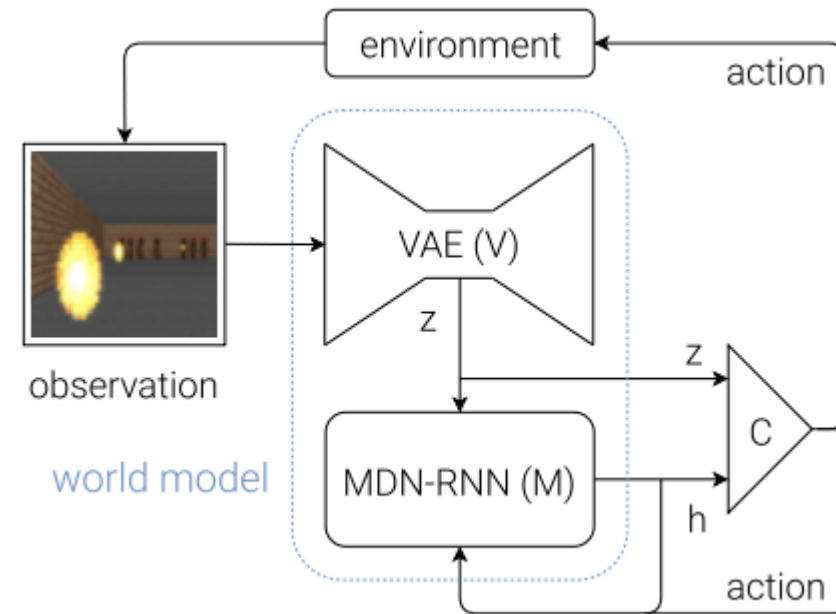 environment
action
VAE (V)
z
z
observation
C
world model
MDN-RNN (M)
h
action